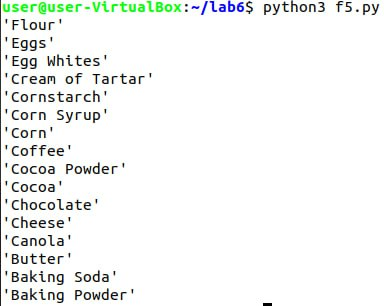 user@user-VirtualBox:~/lab6$ python3 f5.py
'Flour'
'Eggs'
'Egg Whites'
'Cream of Tartar'
'Cornstarch'
'Corn Syrup'
'Corn'
'Coffee'
'Cocoa Powder'
'Cocoa'
'Chocolate'
'Cheese'
'Canola'
'Butter'
'Baking Soda'
'Baking Powder'